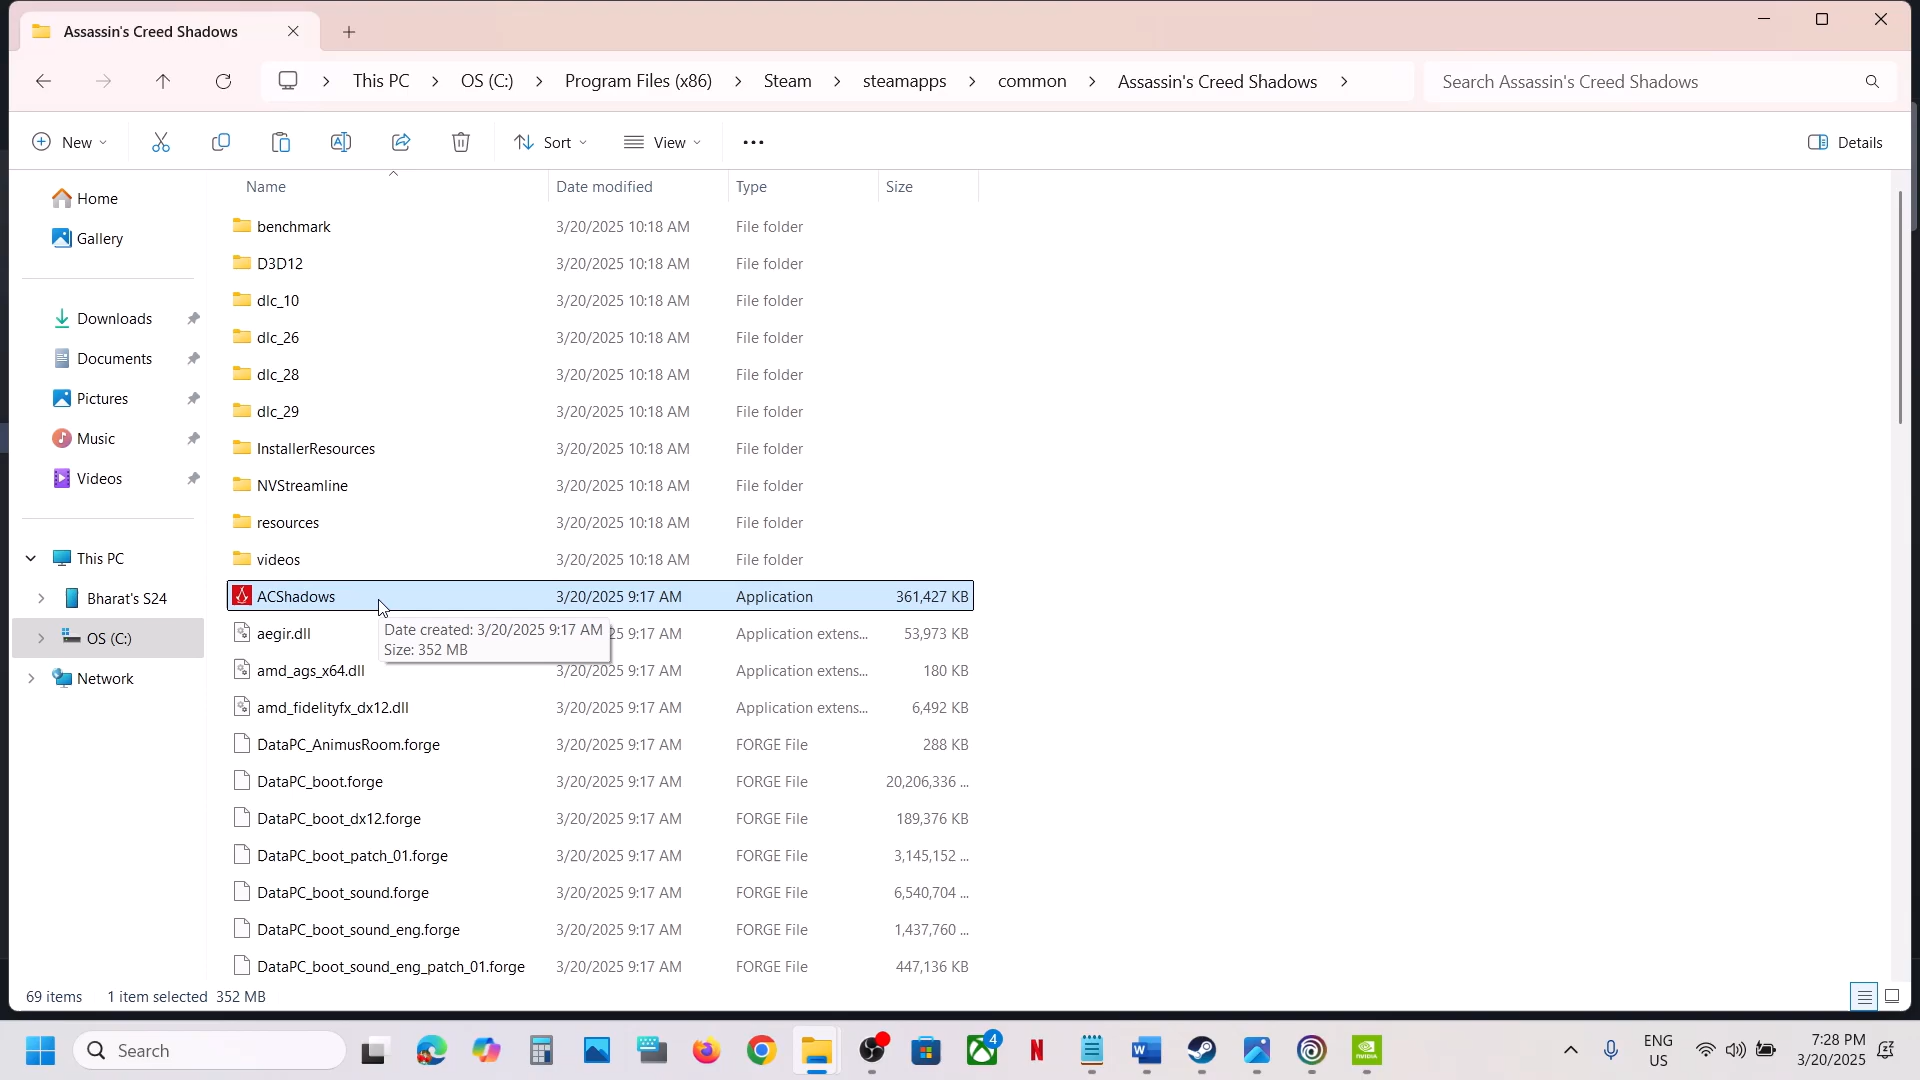 Assassin's Creed Shadows
This PC > OS (C:) > Program Files (x86) > Steam > steamapps > common > Assassin's Creed Shadows >
Search Assassin's Creed Shadows
New
Sort
View
Details
Name Date modified Type Size
Home
Gallery
Downloads
Documents
Pictures
Music
Videos
This PC
Bharat's S24
OS (C:)
Network
benchmark 3/20/2025 10:18 AM File folder
D3D12 3/20/2025 10:18 AM File folder
dlc_10 3/20/2025 10:18 AM File folder
dlc_26 3/20/2025 10:18 AM File folder
dlc_28 3/20/2025 10:18 AM File folder
dlc_29 3/20/2025 10:18 AM File folder
InstallerResources 3/20/2025 10:18 AM File folder
NVStreamline 3/20/2025 10:18 AM File folder
resources 3/20/2025 10:18 AM File folder
videos 3/20/2025 10:18 AM File folder
ACShadows 3/20/2025 9:17 AM Application 361,427 KB
aegir.dll 25 9:17 AM Application extens... 53,973 KB
Date created: 3/20/2025 9:17 AM
Size: 352 MB
amd_ags_x64.dll 3/20/2025 9:17 AM Application extens... 180 KB
amd_fidelityfx_dx12.dll 3/20/2025 9:17 AM Application extens... 6,492 KB
DataPC_AnimusRoom.forge 3/20/2025 9:17 AM FORGE File 288 KB
DataPC_boot.forge 3/20/2025 9:17 AM FORGE File 20,206,336 ...
DataPC_boot_dx12.forge 3/20/2025 9:17 AM FORGE File 189,376 KB
DataPC_boot_patch_01.forge 3/20/2025 9:17 AM FORGE File 3,145,152 ...
DataPC_boot_sound.forge 3/20/2025 9:17 AM FORGE File 6,540,704 ...
DataPC_boot_sound_eng.forge 3/20/2025 9:17 AM FORGE File 1,437,760 ...
DataPC_boot_sound_eng_patch_01.forge 3/20/2025 9:17 AM FORGE File 447,136 KB
69 items 1 item selected 352 MB
Search
4
N
NVIDIA
ENG
US
7:28 PM
3/20/2025